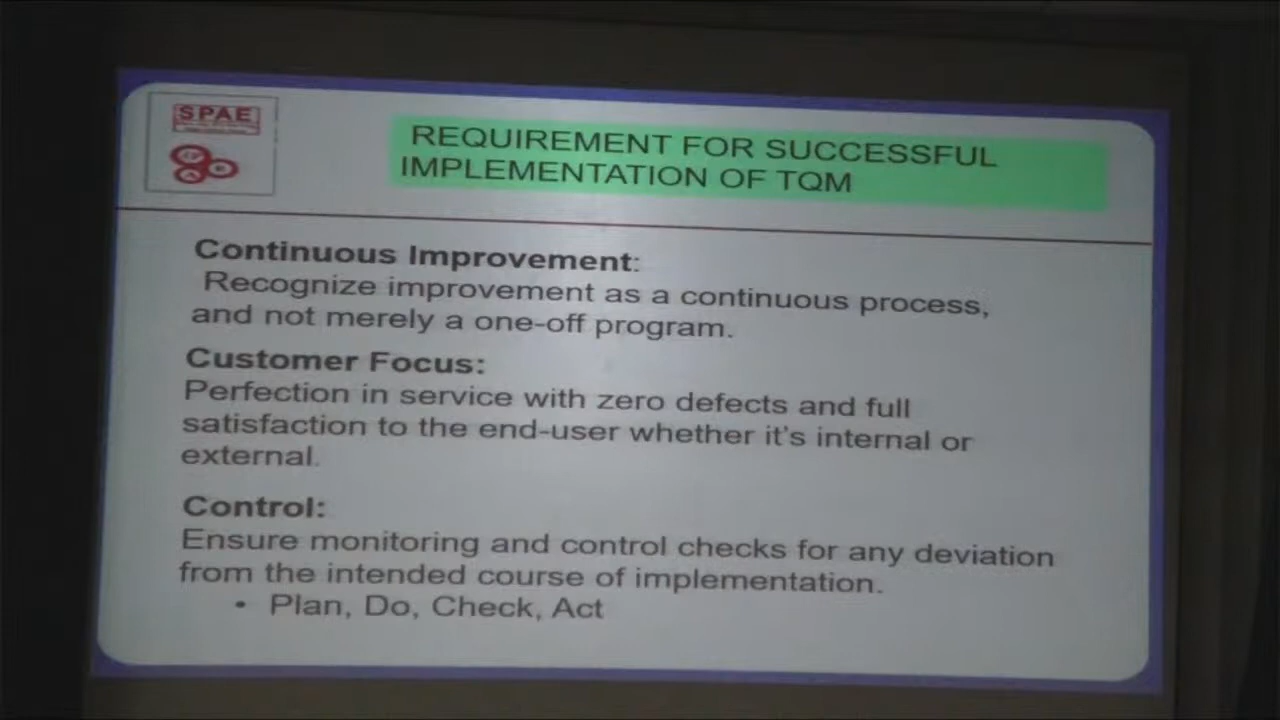 SPAE
REQUIREMENT FOR SUCCESSFUL
IMPLEMENTATION OF TQM
Continuous Improvement:
Recognize improvement as a continuous process,
and not merely a one-off program.
Customer Focus:
Perfection in service with zero defects and full
satisfaction to the end-user whether it's internal or
external.
Control:
Ensure monitoring and control checks for any deviation
from the intended course of implementation.
• Plan, Do, Check, Act